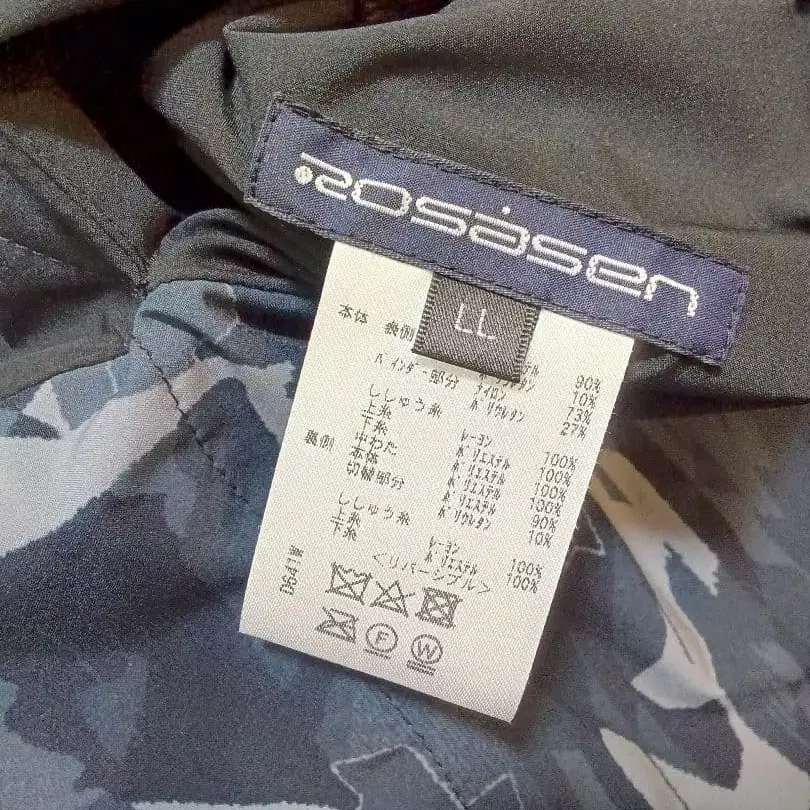 rosasen
LL
本体 表側 ポリエステル 90%
ポリウレタン 10%
バインダー部分 ナイロン 73%
ポリウレタン 27%
ししゅう糸
上糸 レーヨン 100%
下糸 ポリエステル 100%
中わた ポリエステル 100%
裏側 本体 ポリエステル 100%
切替部分 ポリエステル 90%
ポリウレタン 10%
ししゅう糸
上糸 レーヨン 100%
下糸 ポリエステル 100%
<リバーシブル>
F
W